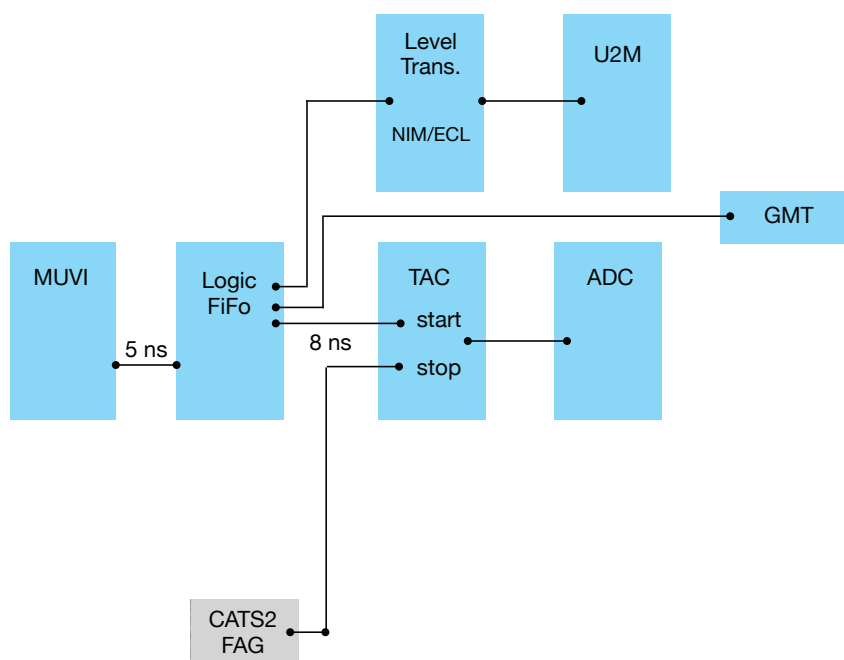 Level
Trans.
NIM/ECL
U2M
GMT
MUVI
5 ns
Logic
FiFo
8 ns
TAC
start
stop
ADC
CATS2
FAG